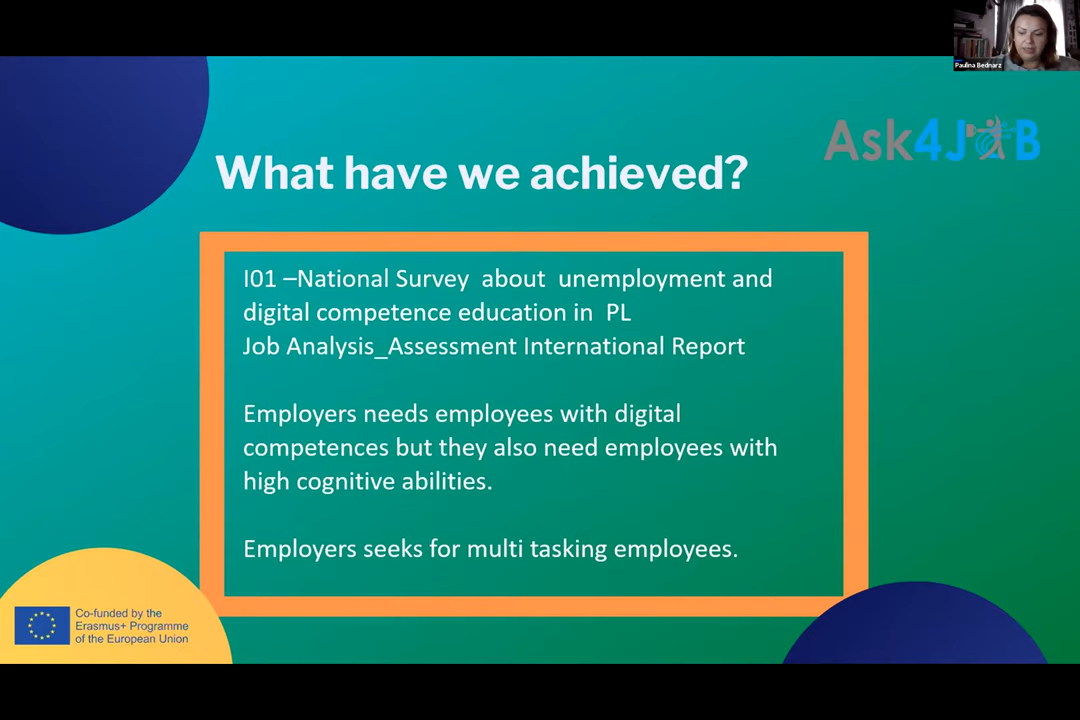 Paulina Bednarz
Ask4JOB
What have we achieved?
I01 –National Survey about unemployment and
digital competence education in PL
Job Analysis_Assessment International Report
Employers needs employees with digital
competences but they also need employees with
high cognitive abilities.
Employers seeks for multi tasking employees.
Co-funded by the
Erasmus+ Programme
of the European Union